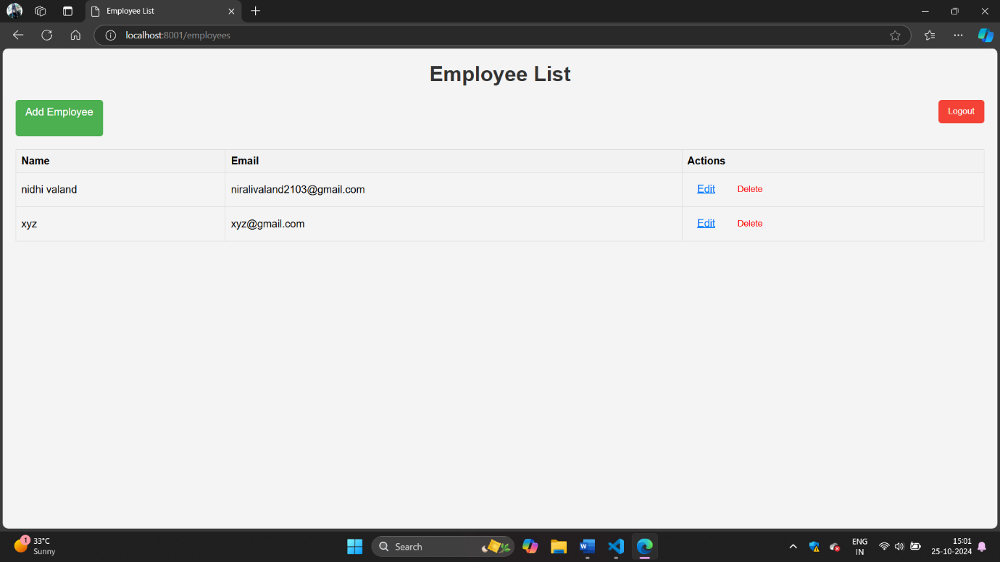 Employee List
localhost:8001/employees
Employee List
Add Employee
Logout
Name Email Actions
nidhi valand niralivaland2103@gmail.com Edit Delete
xyz xyz@gmail.com Edit Delete
1
33°C
Sunny
Search
W
ENG
IN
15:01
25-10-2024